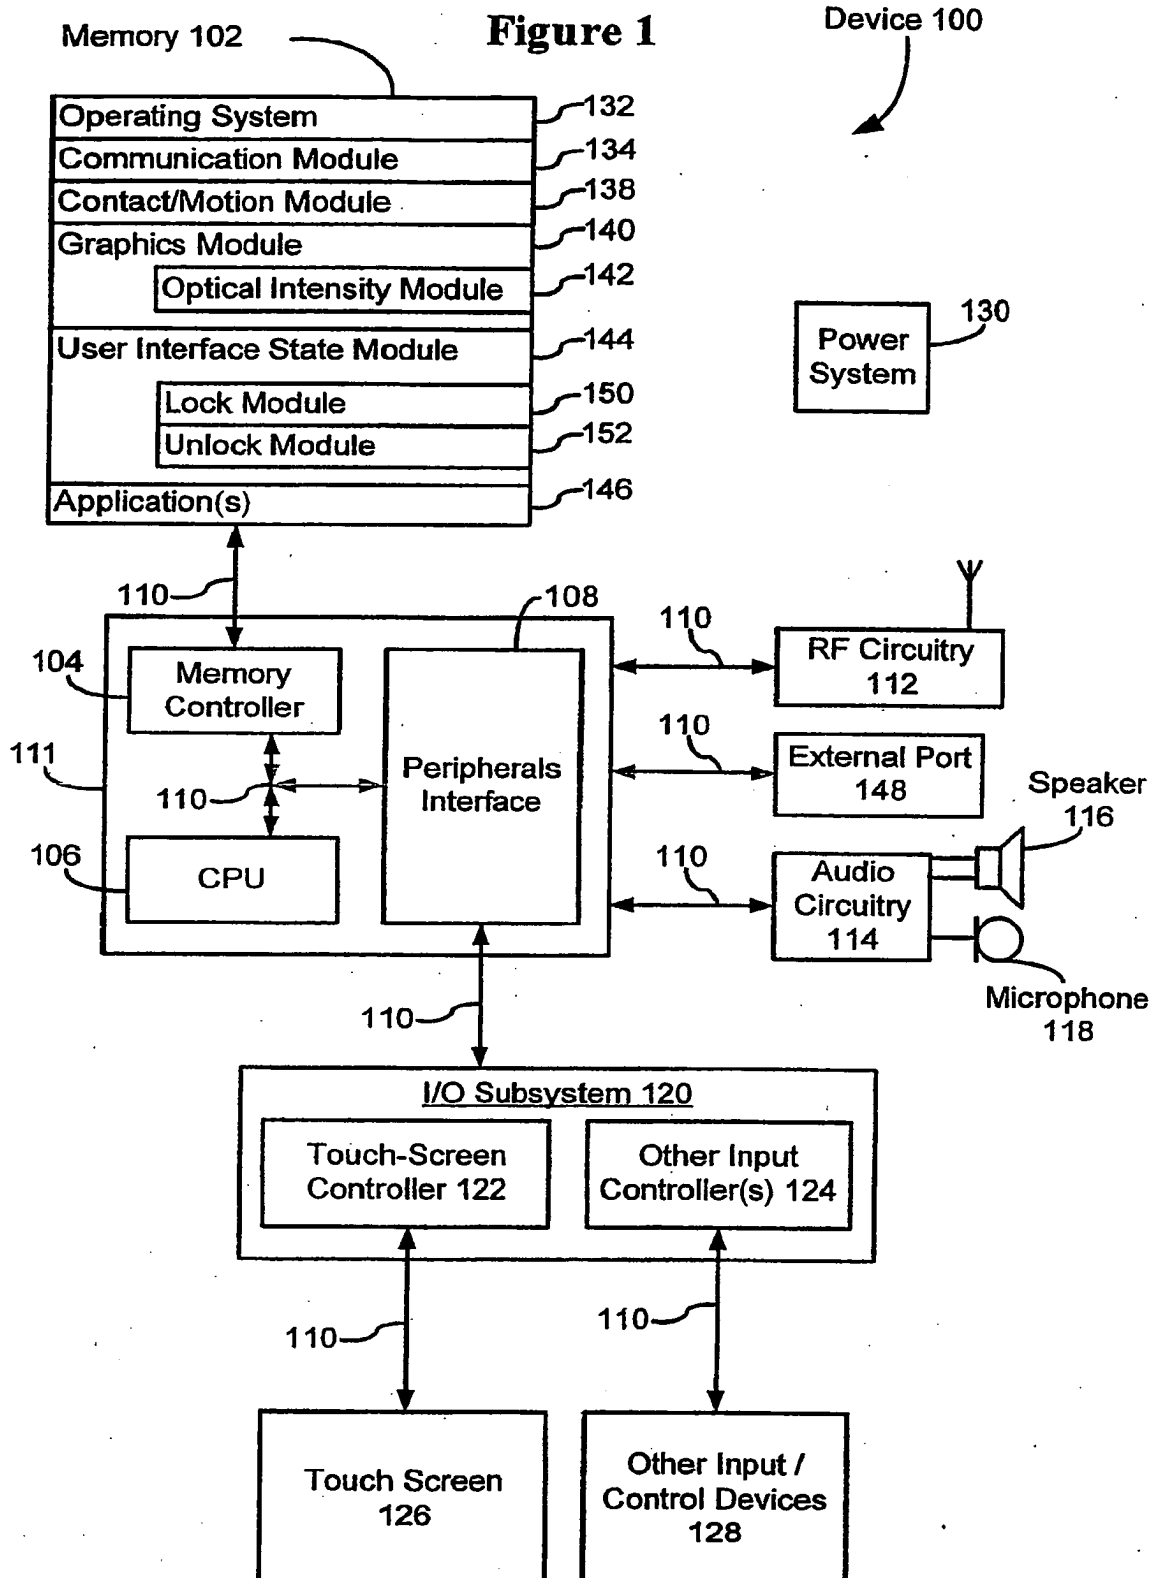 Figure 1
Memory 102
Device 100
Operating System
132
Communication Module
134
Contact/Motion Module
138
Graphics Module
140
Optical Intensity Module
142
User Interface State Module
144
Lock Module
150
Unlock Module
152
Application(s)
146
Power
System
130
110
108
104
Memory
Controller
111
110
106
CPU
Peripherals
Interface
110
RF Circuitry
112
110
External Port
148
Speaker
116
110
Audio
Circuitry
114
Microphone
118
110
I/O Subsystem 120
Touch-Screen
Controller 122
Other Input
Controller(s) 124
110
110
Touch Screen
126
Other Input /
Control Devices
128